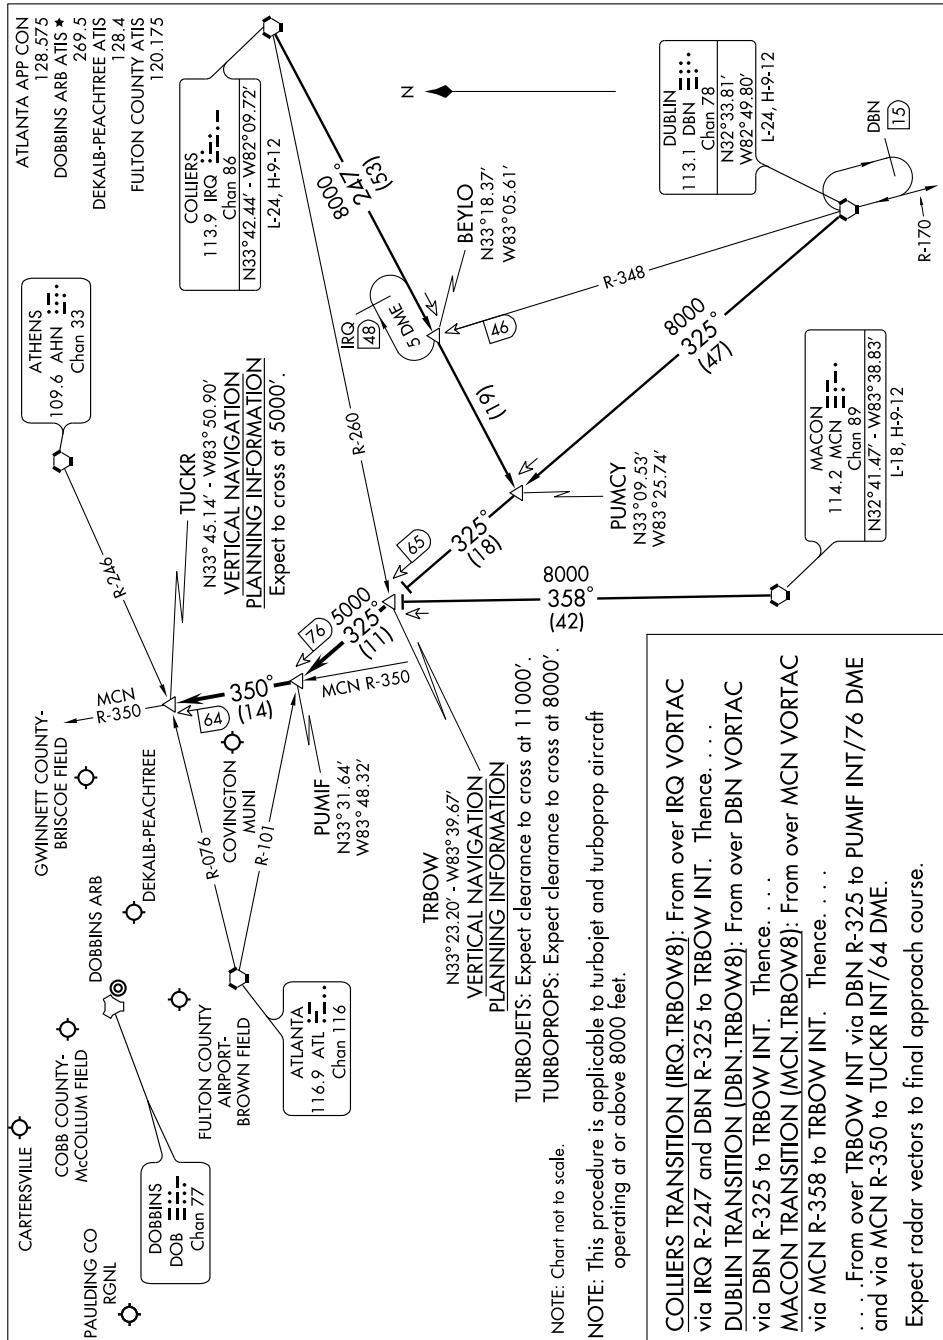 ATLANTA APP CON
128.575
DOBBINS ARB ATIS ★
269.5
DEKALB-PEACHTREE ATIS
128.4
FULTON COUNTY ATIS
120.175
COLLIERS
113.9 IRQ
Chan 86
N33°42.44' - W82°09.72'
L-24, H-9-12
ATHENS
109.6 AHN
Chan 33
N
DUBLIN
113.1 DBN
Chan 78
N32°33.81'
W82°49.80'
L-24, H-9-12
DBN
15
R-170
8000
247°
(53)
IRQ
48
5 DME
BEYLO
N33°18.37'
W83°05.61'
46
R-348
8000
325°
(47)
(19)
R-260
PUMCY
N33°09.53'
W83°25.74'
325°
(18)
65
MACON
114.2 MCN
Chan 89
N32°41.47' - W83°38.83'
L-18, H-9-12
8000
358°
(42)
R-246
TUCKR
N33°45.14' - W83°50.90'
VERTICAL NAVIGATION
PLANNING INFORMATION
Expect to cross at 5000'.
5000
325°
(11)
76
MCN R-350
350°
(14)
64
MCN
R-350
GWINNETT COUNTY-
BRISCOE FIELD
DEKALB-PEACHTREE
COVINGTON
MUNI
R-076
R-101
PUMIF
N33°31.64'
W83°48.32'
DOBBINS ARB
CARTERSVILLE
COBB COUNTY-
McCOLLUM FIELD
PAULDING CO
RGNL
FULTON COUNTY
AIRPORT-
BROWN FIELD
DOBBINS
DOB
Chan 77
ATLANTA
116.9 ATL
Chan 116
TRBOW
N33°23.20' - W83°39.67'
VERTICAL NAVIGATION
PLANNING INFORMATION
TURBOJETS: Expect clearance to cross at 11000'.
TURBOPROPS: Expect clearance to cross at 8000'.
NOTE: Chart not to scale.
NOTE: This procedure is applicable to turbojet and turboprop aircraft
operating at or above 8000 feet.
COLLIERS TRANSITION (IRQ.TRBOW8): From over IRQ VORTAC
via IRQ R-247 and DBN R-325 to TRBOW INT. Thence. . . .
DUBLIN TRANSITION (DBN.TRBOW8): From over DBN VORTAC
via DBN R-325 to TRBOW INT. Thence. . . .
MACON TRANSITION (MCN.TRBOW8): From over MCN VORTAC
via MCN R-358 to TRBOW INT. Thence. . . .
. . . .From over TRBOW INT via DBN R-325 to PUMIF INT/76 DME
and via MCN R-350 to TUCKR INT/64 DME.
Expect radar vectors to final approach course.